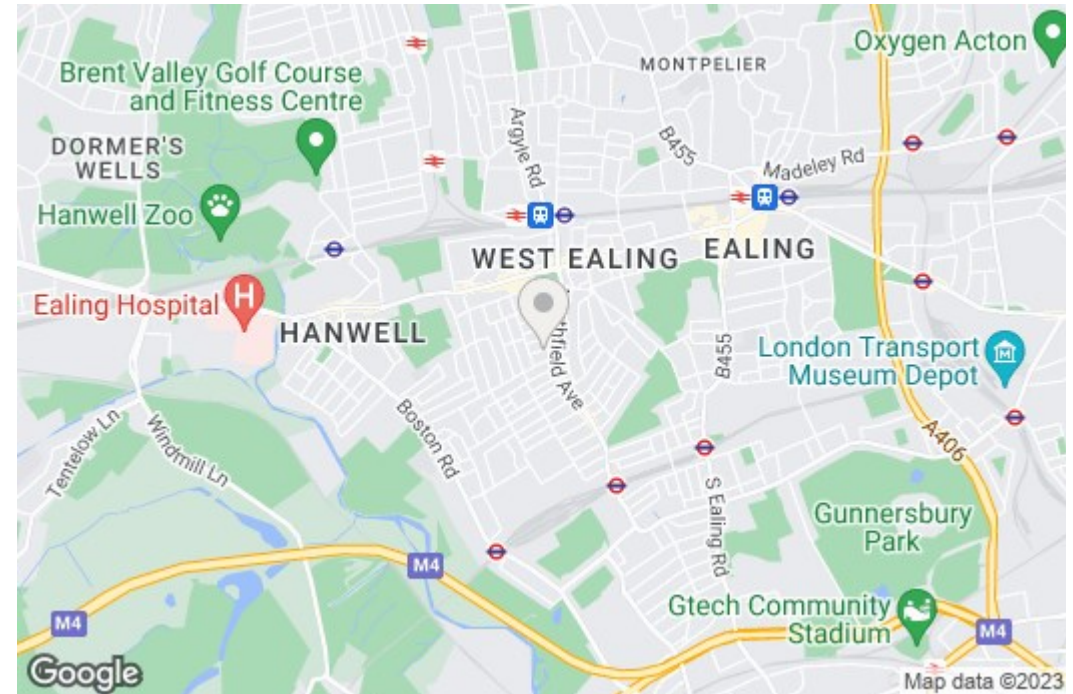 Oxygen Acton
MONTPELIER
Brent Valley Golf Course
and Fitness Centre
Argyle Rd
B455
DORMER'S
WELLS
Madeley Rd
Hanwell Zoo
WEST EALING
EALING
Ealing Hospital
H
HANWELL
hfield Ave
B455
London Transport
Museum Depot
Boston Rd
A406
Tentelow Ln
Windmill Ln
S Ealing Rd
Gunnersbury
Park
M4
Gtech Community
Stadium
M4
M4
Google
Map data ©2023